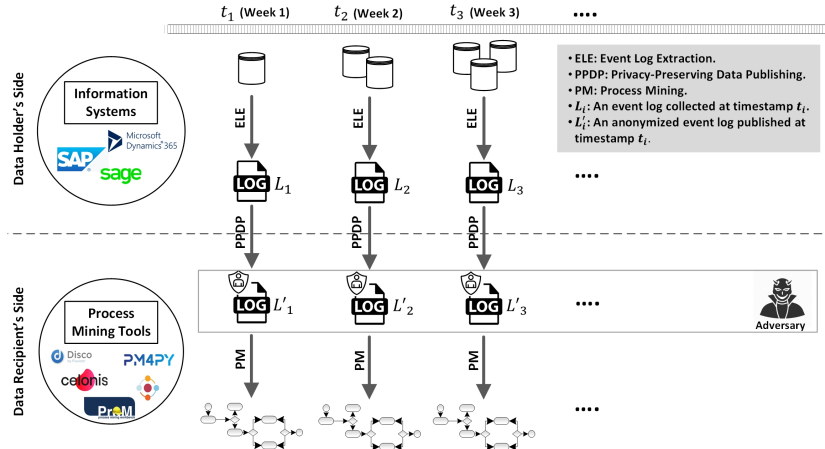 t₁ (Week 1)
t₂ (Week 2)
t₃ (Week 3)
....
Data Holder's Side
Information
Systems
Microsoft
Dynamics 365
SAP
sage
ELE
ELE
ELE
• ELE: Event Log Extraction.
• PPDP: Privacy-Preserving Data Publishing.
• PM: Process Mining.
• Lᵢ: An event log collected at timestamp tᵢ.
• L′ᵢ: An anonymized event log published at
timestamp tᵢ.
LOG L₁
LOG L₂
LOG L₃
....
PPDP
PPDP
PPDP
Data Recipient's Side
Process
Mining Tools
Disco
PM4PY
celonis
ProM
LOG L′₁
LOG L′₂
LOG L′₃
....
Adversary
PM
PM
PM
....